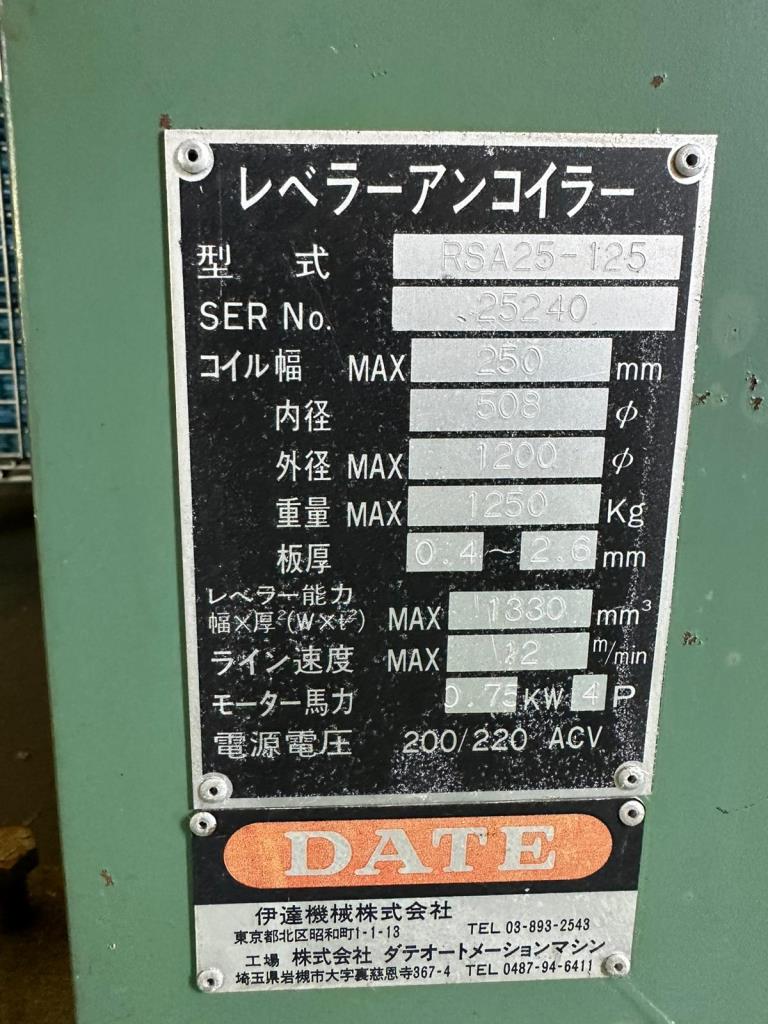 レベラーアンコイラー
型 式 RSA25-125
SER No. 25240
コイル幅 MAX 250 mm
内径 508 φ
外径 MAX 1200 φ
重量 MAX 1250 Kg
板厚 0.4 ~ 2.6 mm
レベラー能力
幅×厚²(W×t²) MAX 1330 mm³
ライン速度 MAX 12 m/min
モーター馬力 0.75 KW 4 P
電源電圧 200/220 ACV
DATE
伊達機械株式会社
東京都北区昭和町1-1-13 TEL 03-893-2543
工場 株式会社 ダテオートメーションマシン
埼玉県岩槻市大字裏慈恩寺367-4 TEL 0487-94-6411